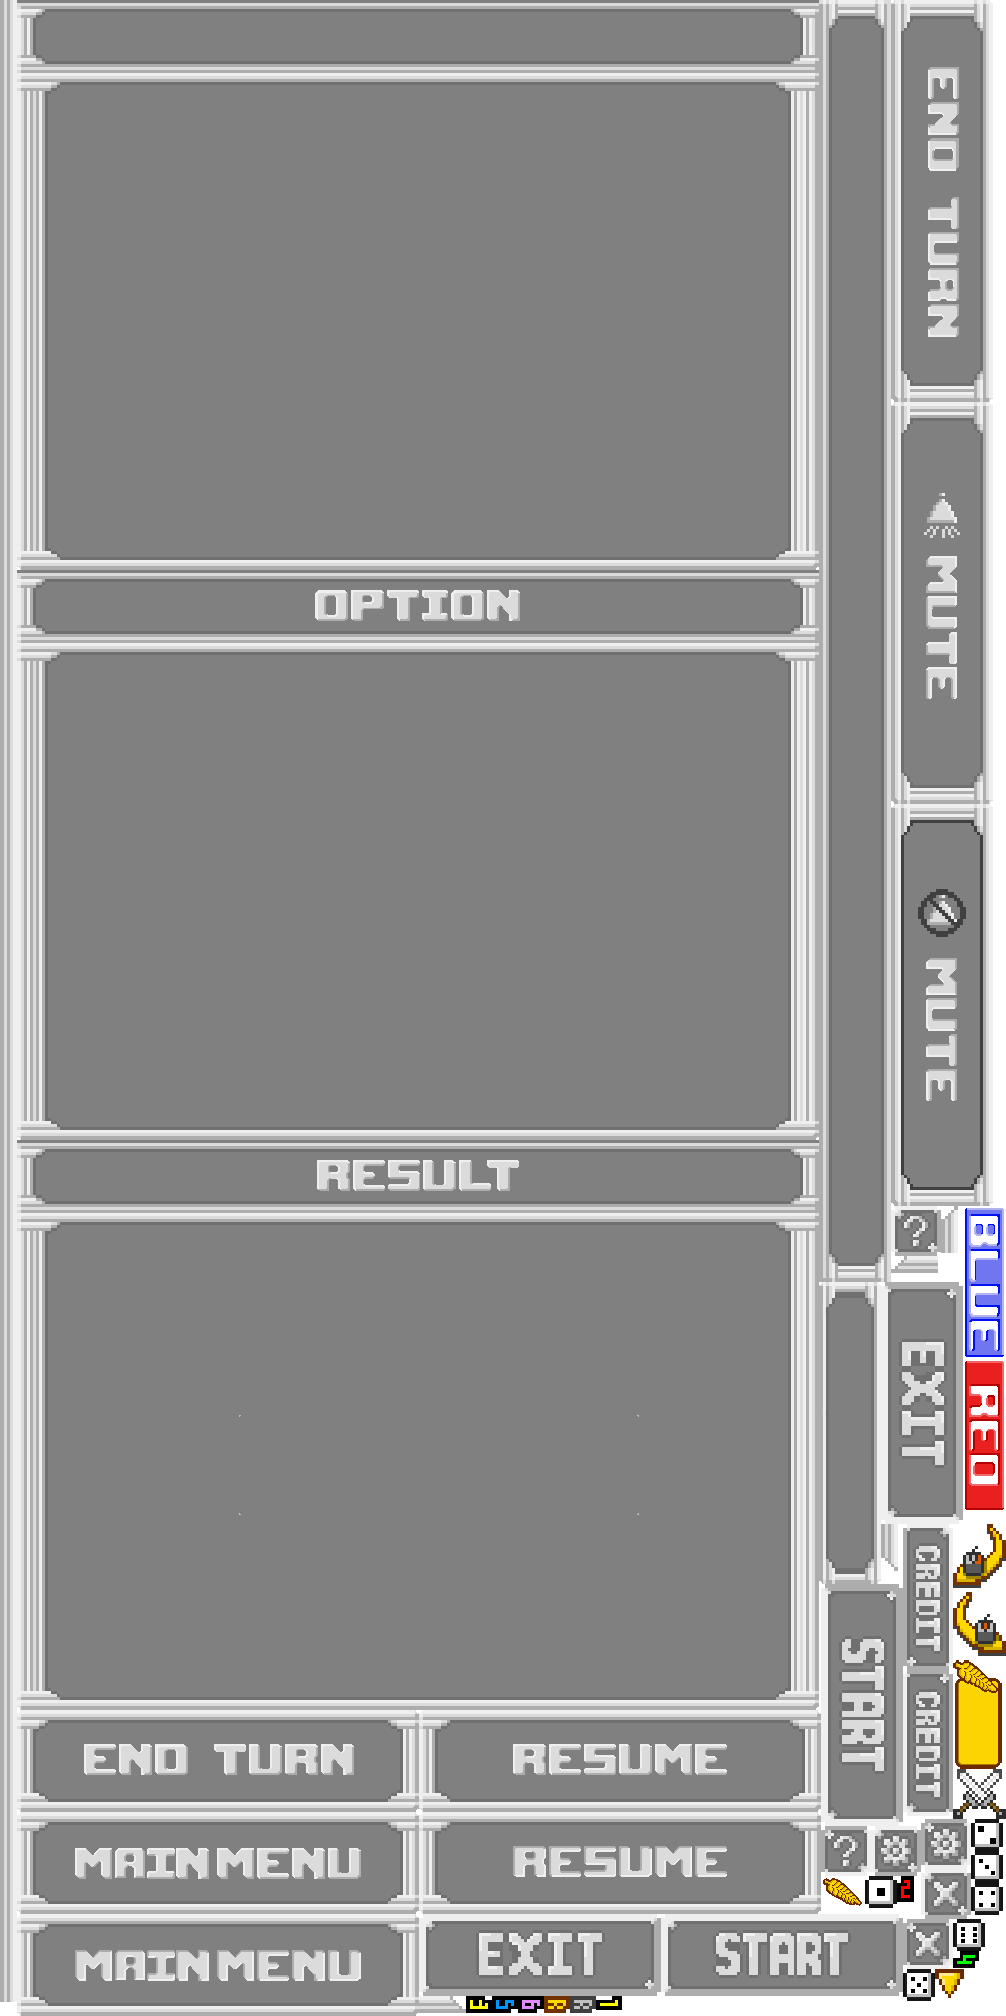 OPTION
RESULT
END TURN
RESUME
MAIN MENU
RESUME
MAIN MENU
EXIT
START
END TURN
MUTE
MUTE
?
BLUE
EXIT
RED
CREDIT
START
CREDIT
?
2